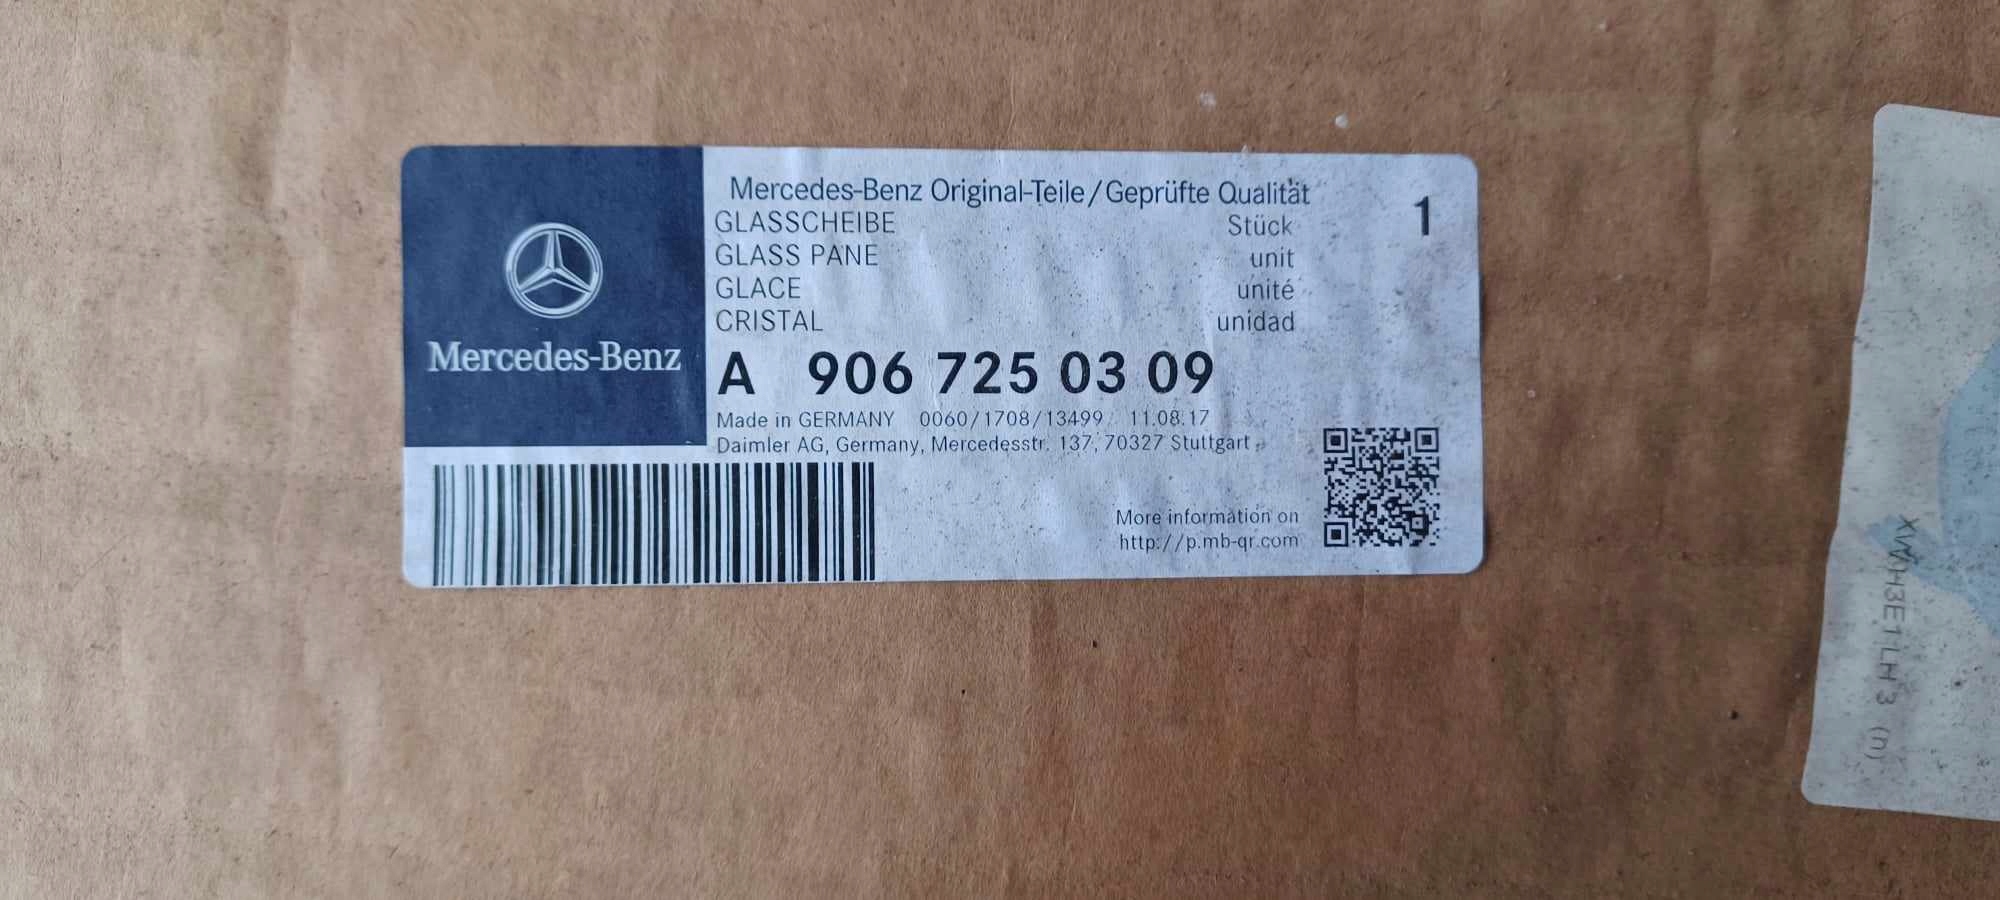 Mercedes-Benz
Mercedes-Benz Original-Teile/Geprüfte Qualität
GLASSCHEIBE Stück 1
GLASS PANE unit
GLACE unité
CRISTAL unidad
A 906 725 03 09
Made in GERMANY 0060/1708/13499 11.08.17
Daimler AG, Germany, Mercedesstr. 137, 70327 Stuttgart
More information on
http://p.mb-qr.com
(n)